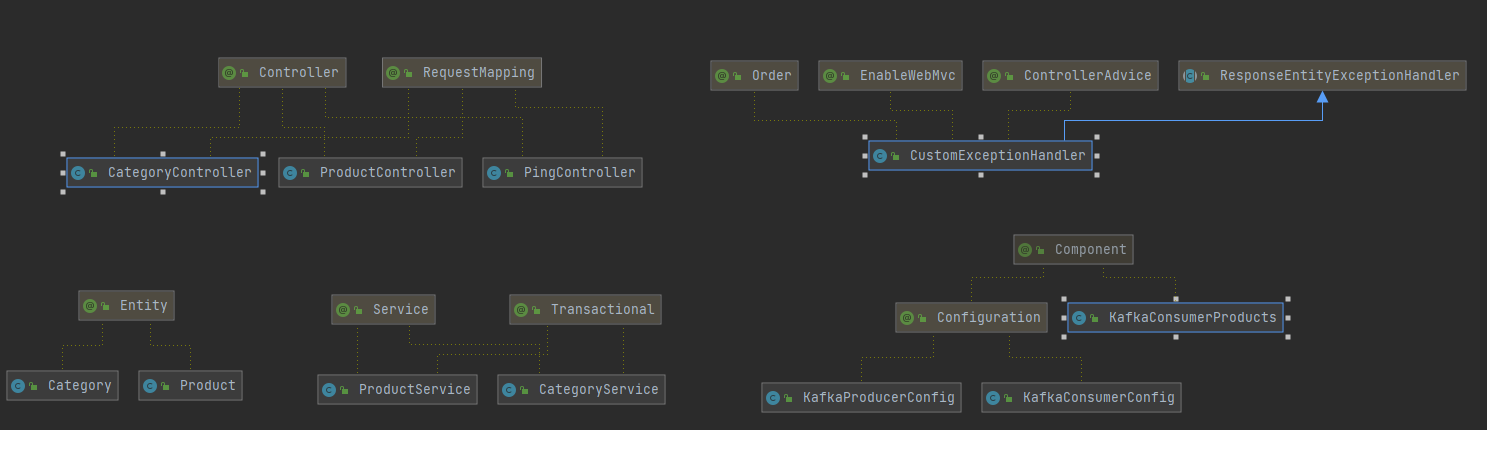 Controller
RequestMapping
Order
EnableWebMvc
ControllerAdvice
ResponseEntityExceptionHandler
CategoryController
ProductController
PingController
CustomExceptionHandler
Component
Entity
Service
Transactional
Configuration
KafkaConsumerProducts
Category
Product
ProductService
CategoryService
KafkaProducerConfig
KafkaConsumerConfig